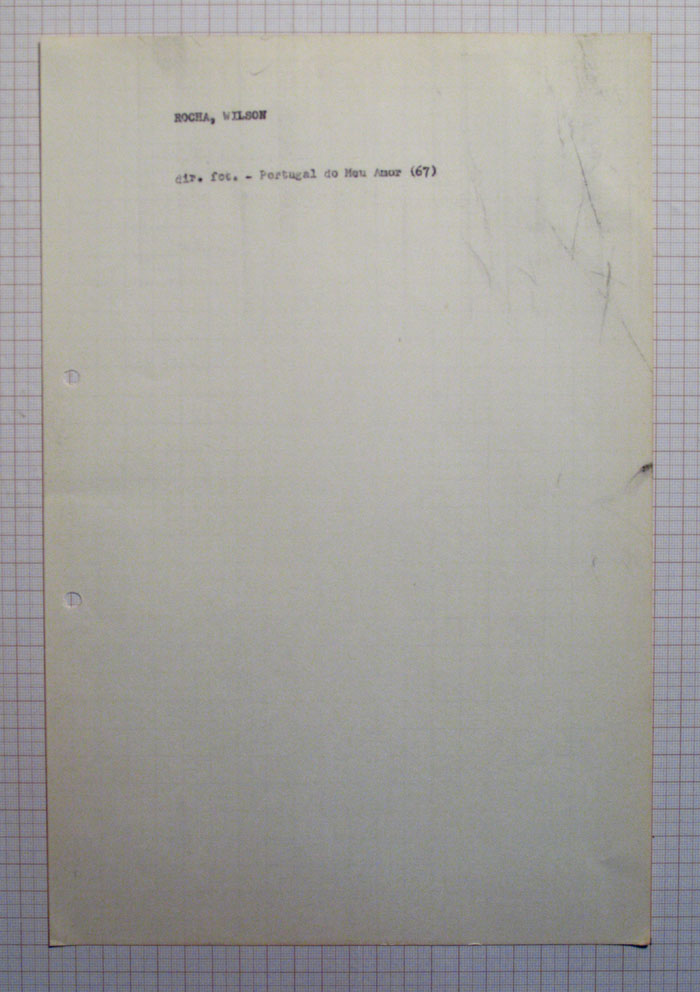 ROCHA, WILSON
dir. fot. - Portugal do Meu Amor (67)